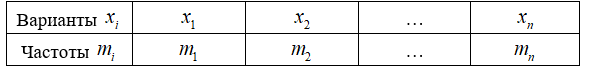 Варианты xᵢ x₁ x₂ … xₙ
Частоты mᵢ m₁ m₂ … mₙ